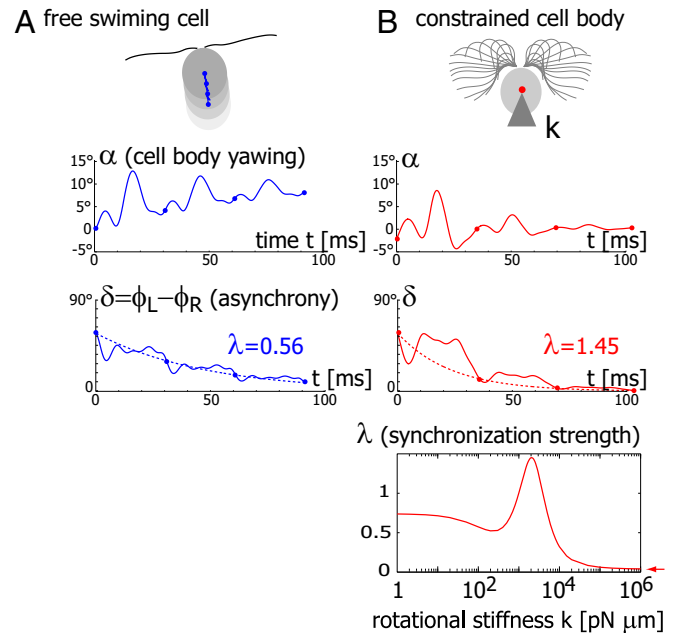 A free swiming cell
α (cell body yawing)
15°
10°
5°
0
-5°
time t [ms]
0 50 100
δ=ϕL−ϕR (asynchrony)
90°
λ=0.56
0
t [ms]
0 50 100
B constrained cell body
k
α
15°
10°
5°
0
-5°
t [ms]
0 50 100
δ
90°
λ=1.45
0
t [ms]
0 50 100
λ (synchronization strength)
1
0.5
0
1 10² 10⁴ 10⁶
rotational stiffness k [pN μm]